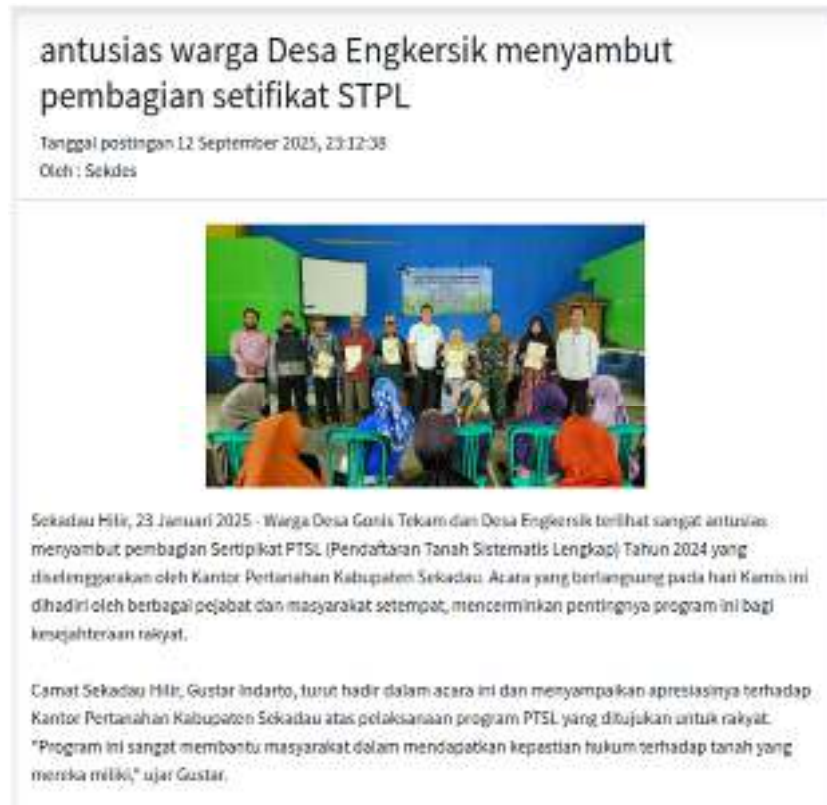 antusias warga Desa Engkersik menyambut
pembagian setifikat STPL
Tanggal postingan 12 September 2025, 23:12:38
Oleh : Sekdes
Sekadau Hilir, 23 Januari 2025 - Warga Desa Gonis Tekam dan Desa Engkersik terlihat sangat antusias
menyambut pembagian Sertipikat PTSL (Pendaftaran Tanah Sistematis Lengkap) Tahun 2024 yang
diselenggarakan oleh Kantor Pertanahan Kabupaten Sekadau. Acara yang berlangsung pada hari Kamis ini
dihadiri oleh berbagai pejabat dan masyarakat setempat, mencerminkan pentingnya program ini bagi
kesejahteraan rakyat.
Camat Sekadau Hilir, Gustar Indarto, turut hadir dalam acara ini dan menyampaikan apresiasinya terhadap
Kantor Pertanahan Kabupaten Sekadau atas pelaksanaan program PTSL yang ditujukan untuk rakyat.
"Program ini sangat membantu masyarakat dalam mendapatkan kepastian hukum terhadap tanah yang
mereka miliki," ujar Gustar.